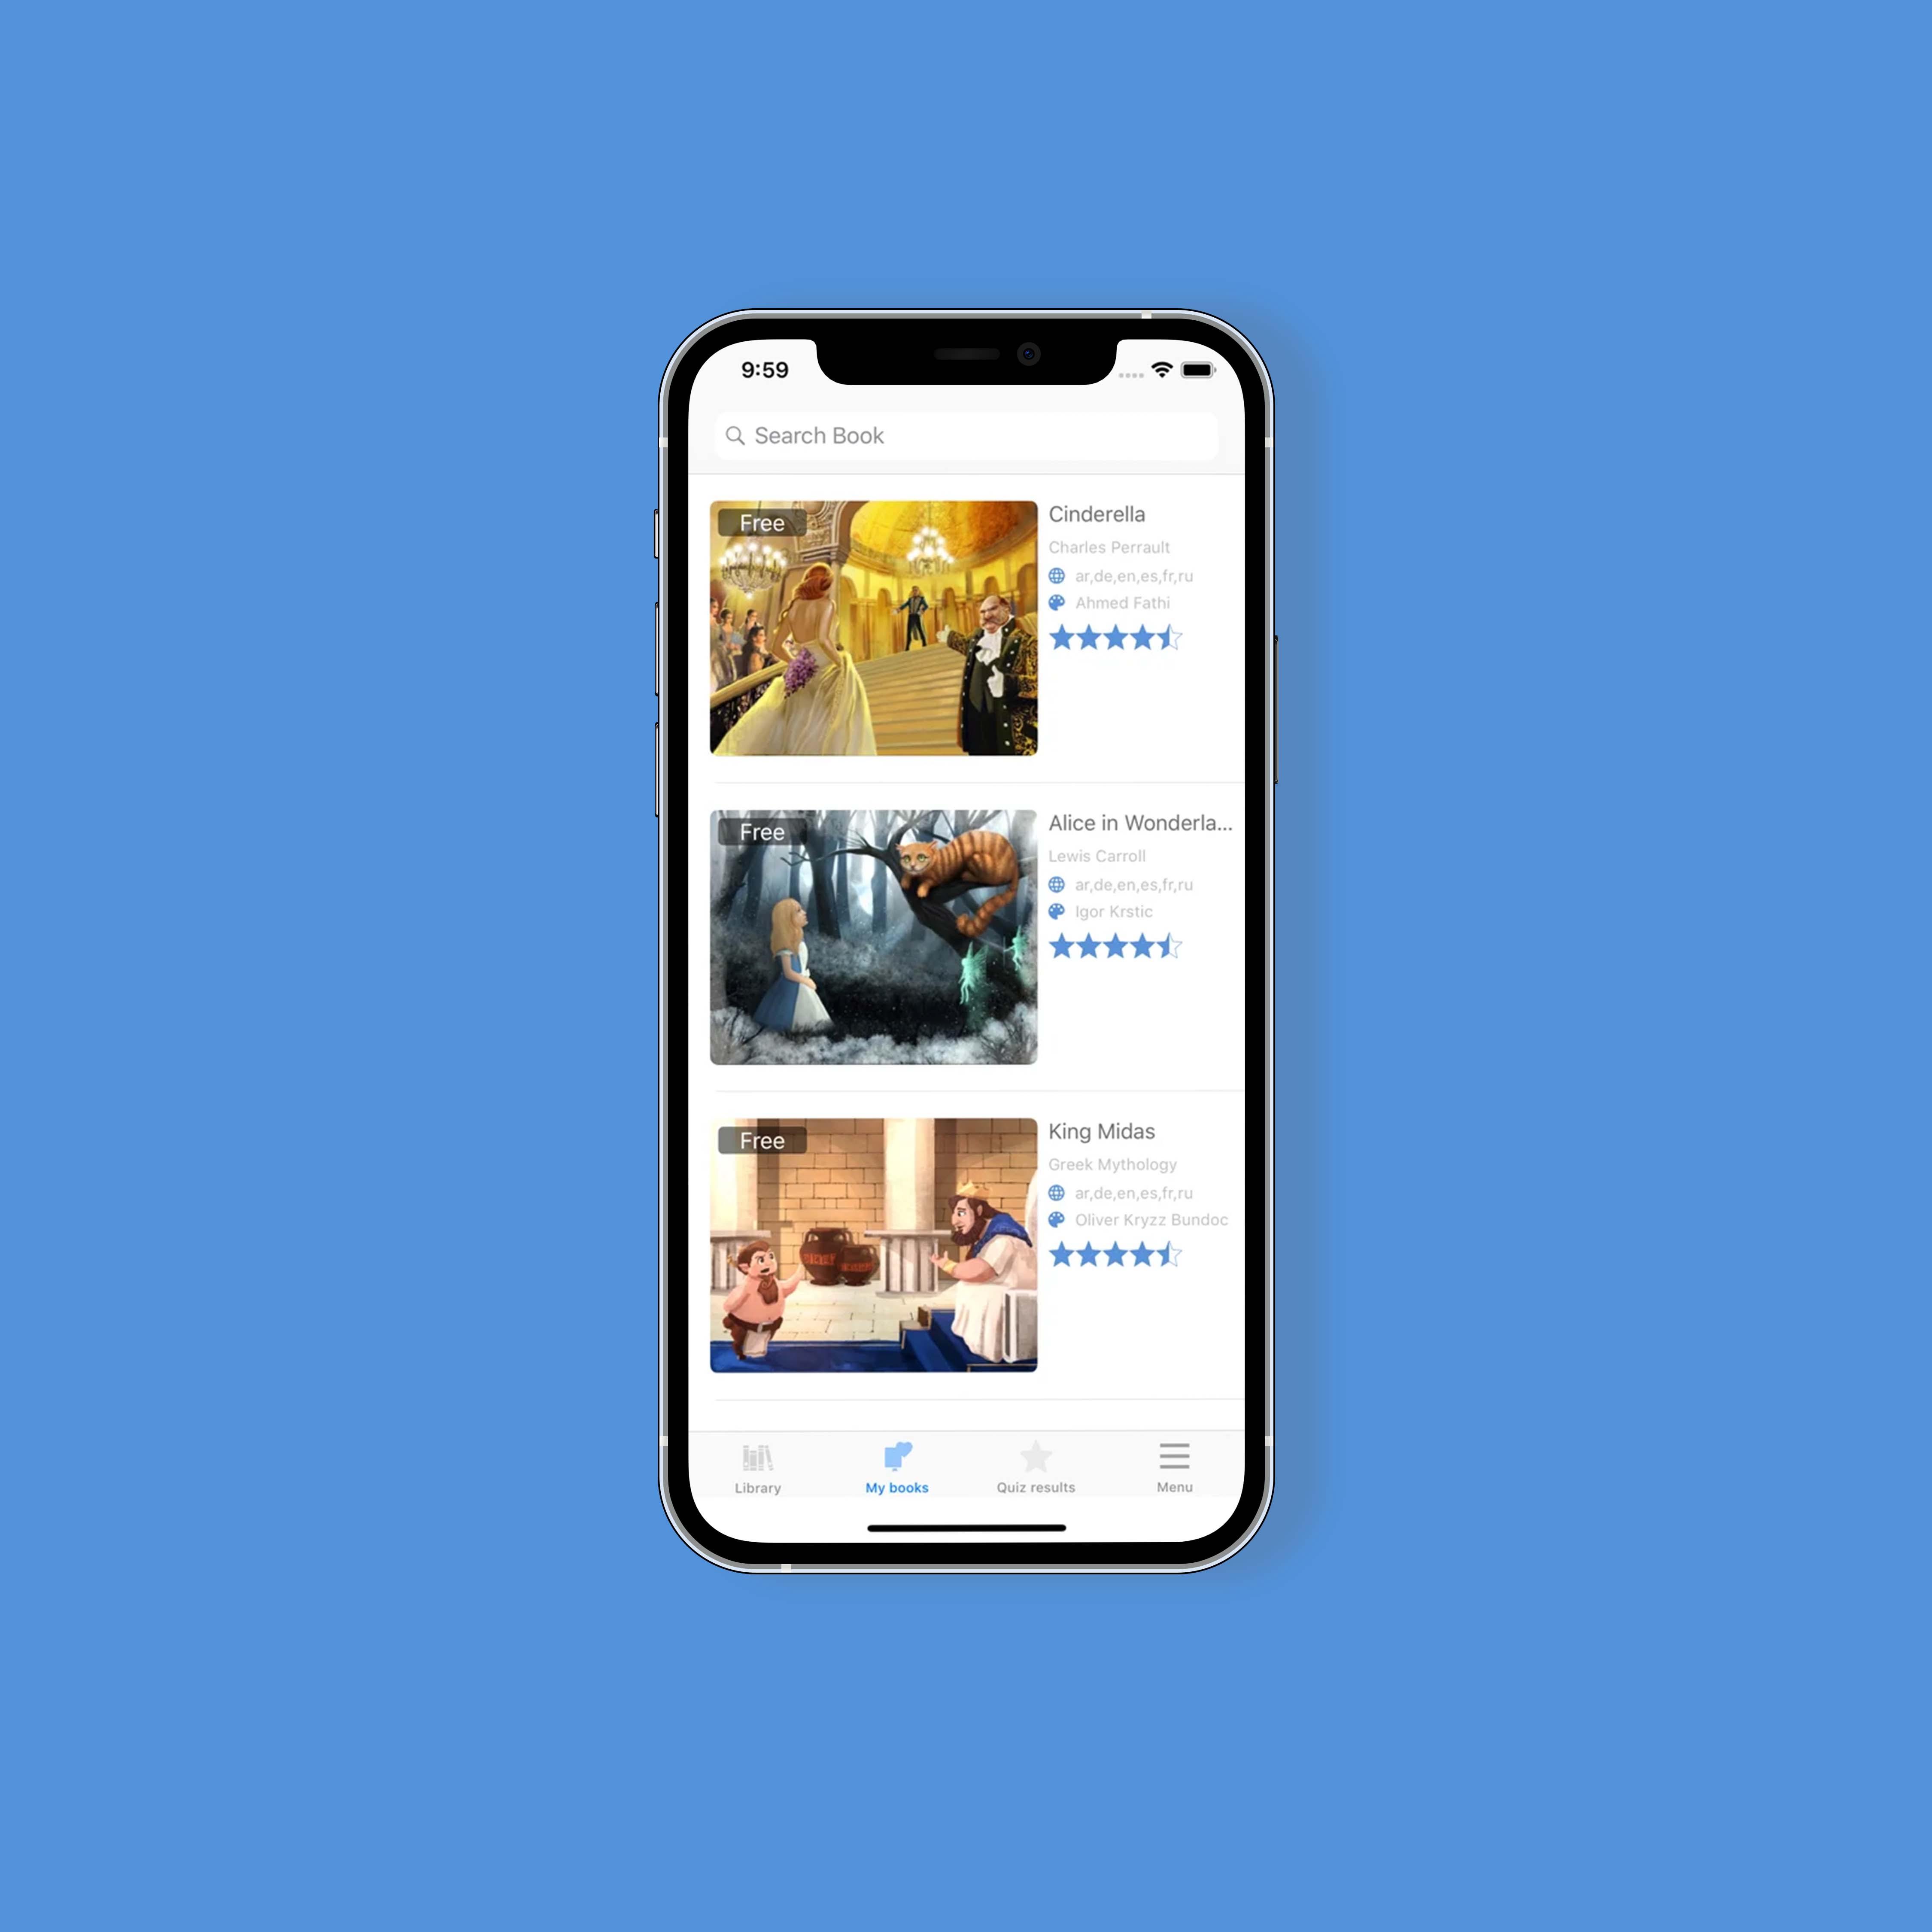 9:59
Search Book
Free
Cinderella
Charles Perrault
ar,de,en,es,fr,ru
Ahmed Fathi
Free
Alice in Wonderla...
Lewis Carroll
ar,de,en,es,fr,ru
Igor Krstic
Free
King Midas
Greek Mythology
ar,de,en,es,fr,ru
Oliver Kryzz Bundoc
Library
My books
Quiz results
Menu